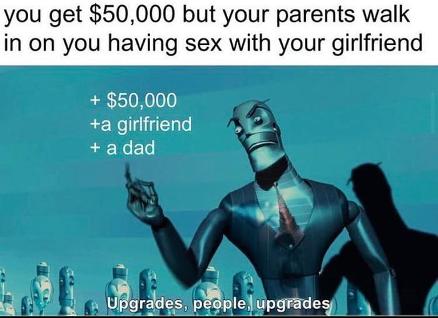 you get $50,000 but your parents walk
in on you having sex with your girlfriend
+ $50,000
+a girlfriend
+ a dad
Upgrades, people, upgrades